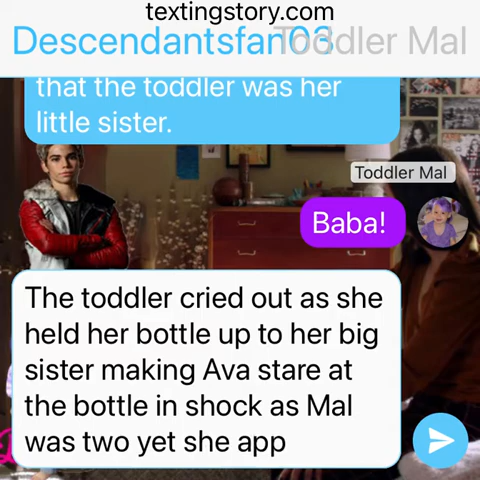 textingstory.com
Descendantsfan03
Toddler Mal
that the toddler was her
little sister.
Toddler Mal
Baba!
The toddler cried out as she
held her bottle up to her big
sister making Ava stare at
the bottle in shock as Mal
was two yet she app